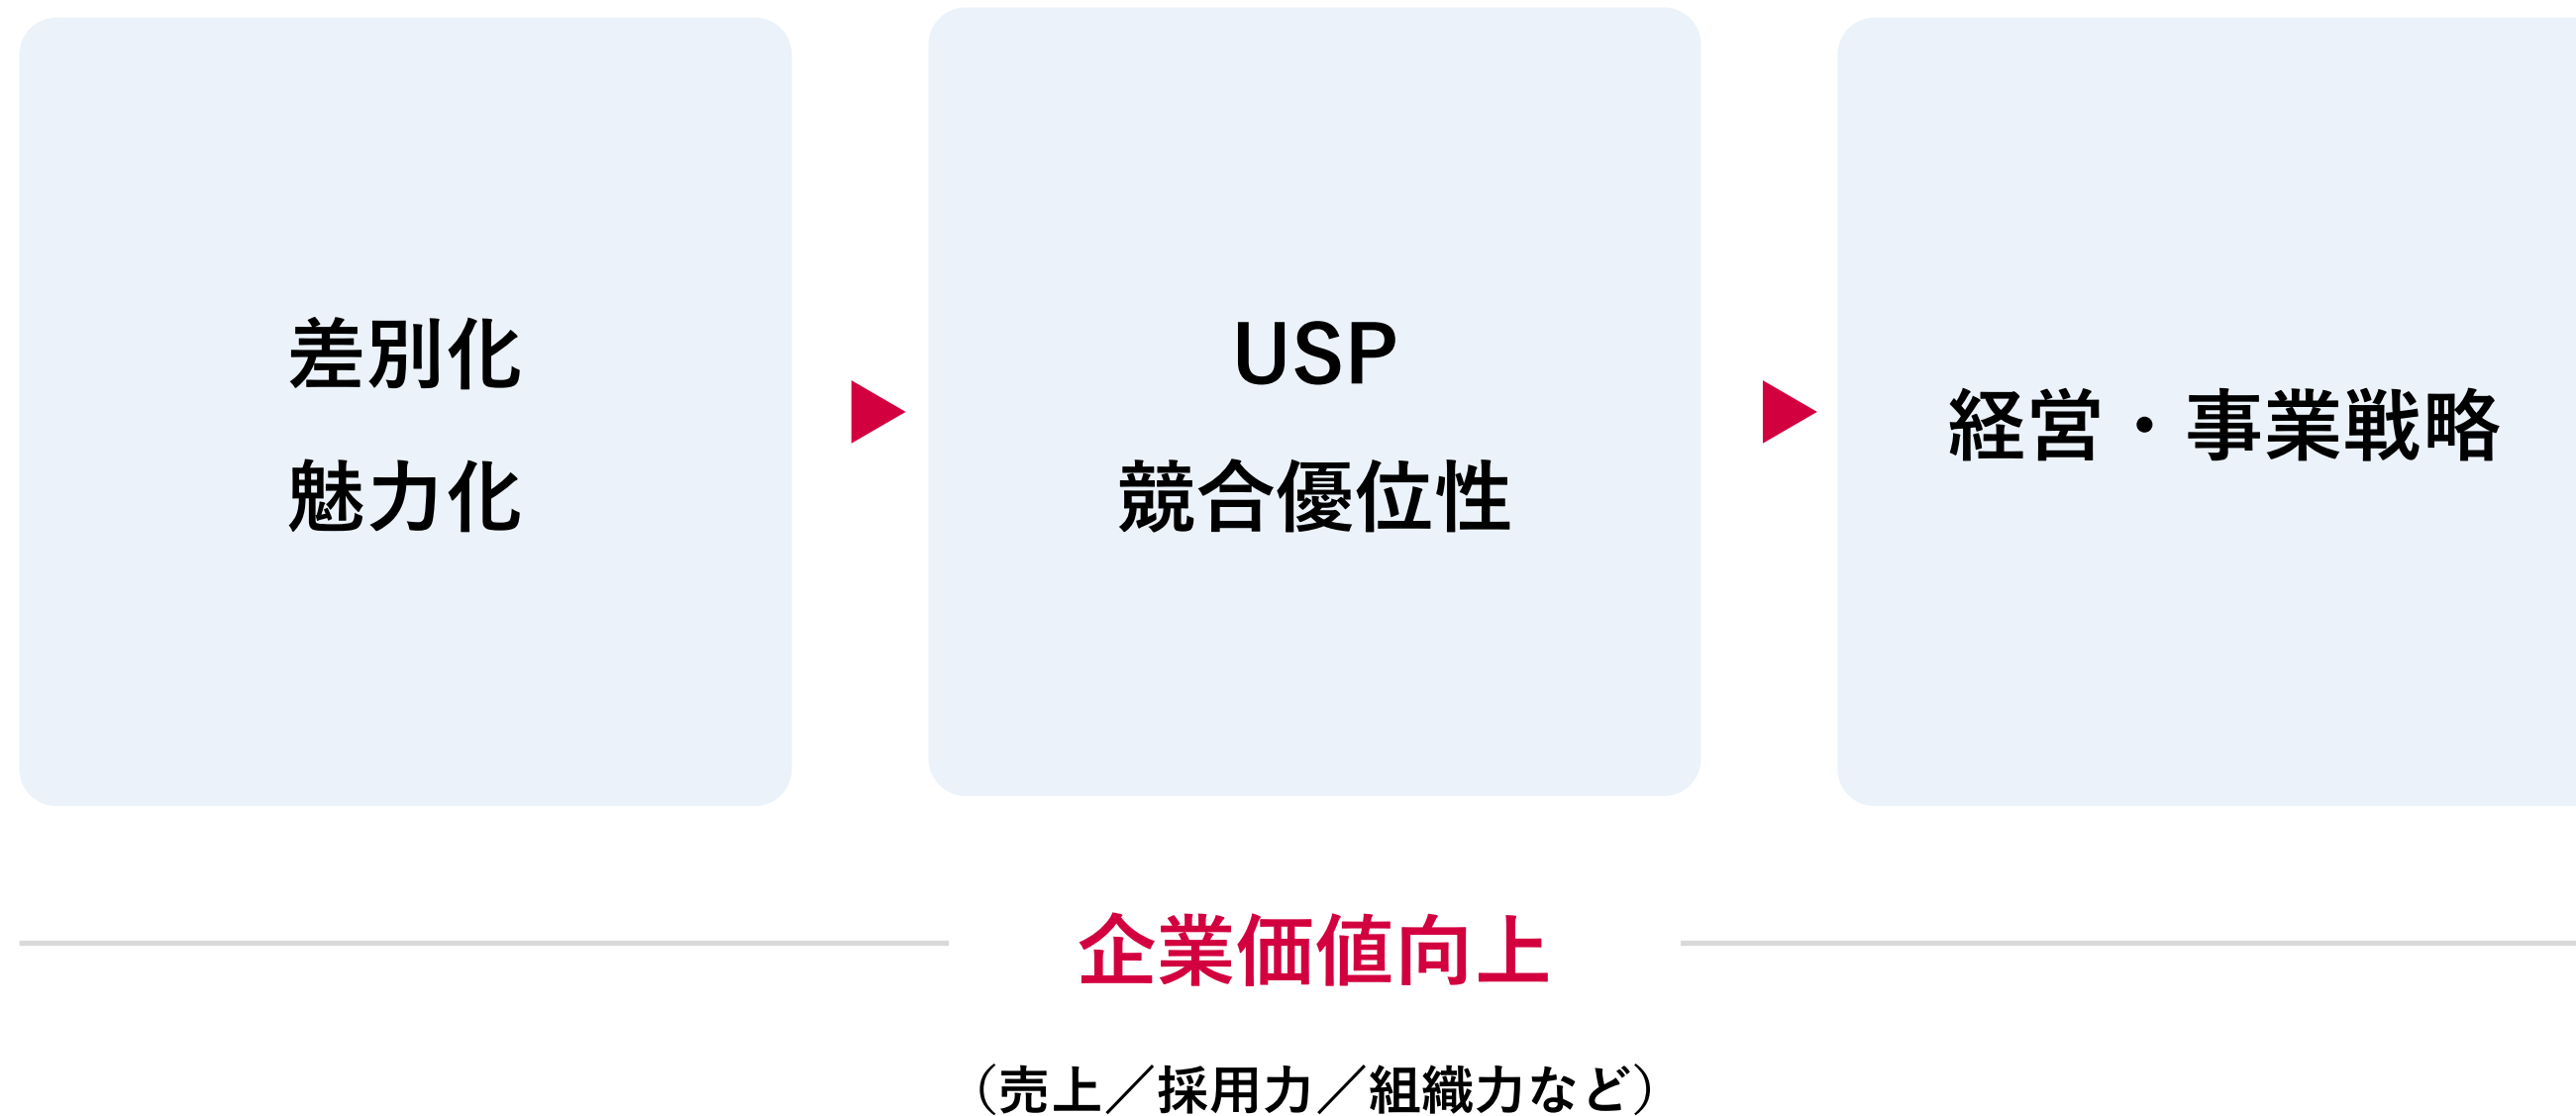 差別化
魅力化
USP
競合優位性
経営・事業戦略
企業価値向上
（売上／採用力／組織力など）